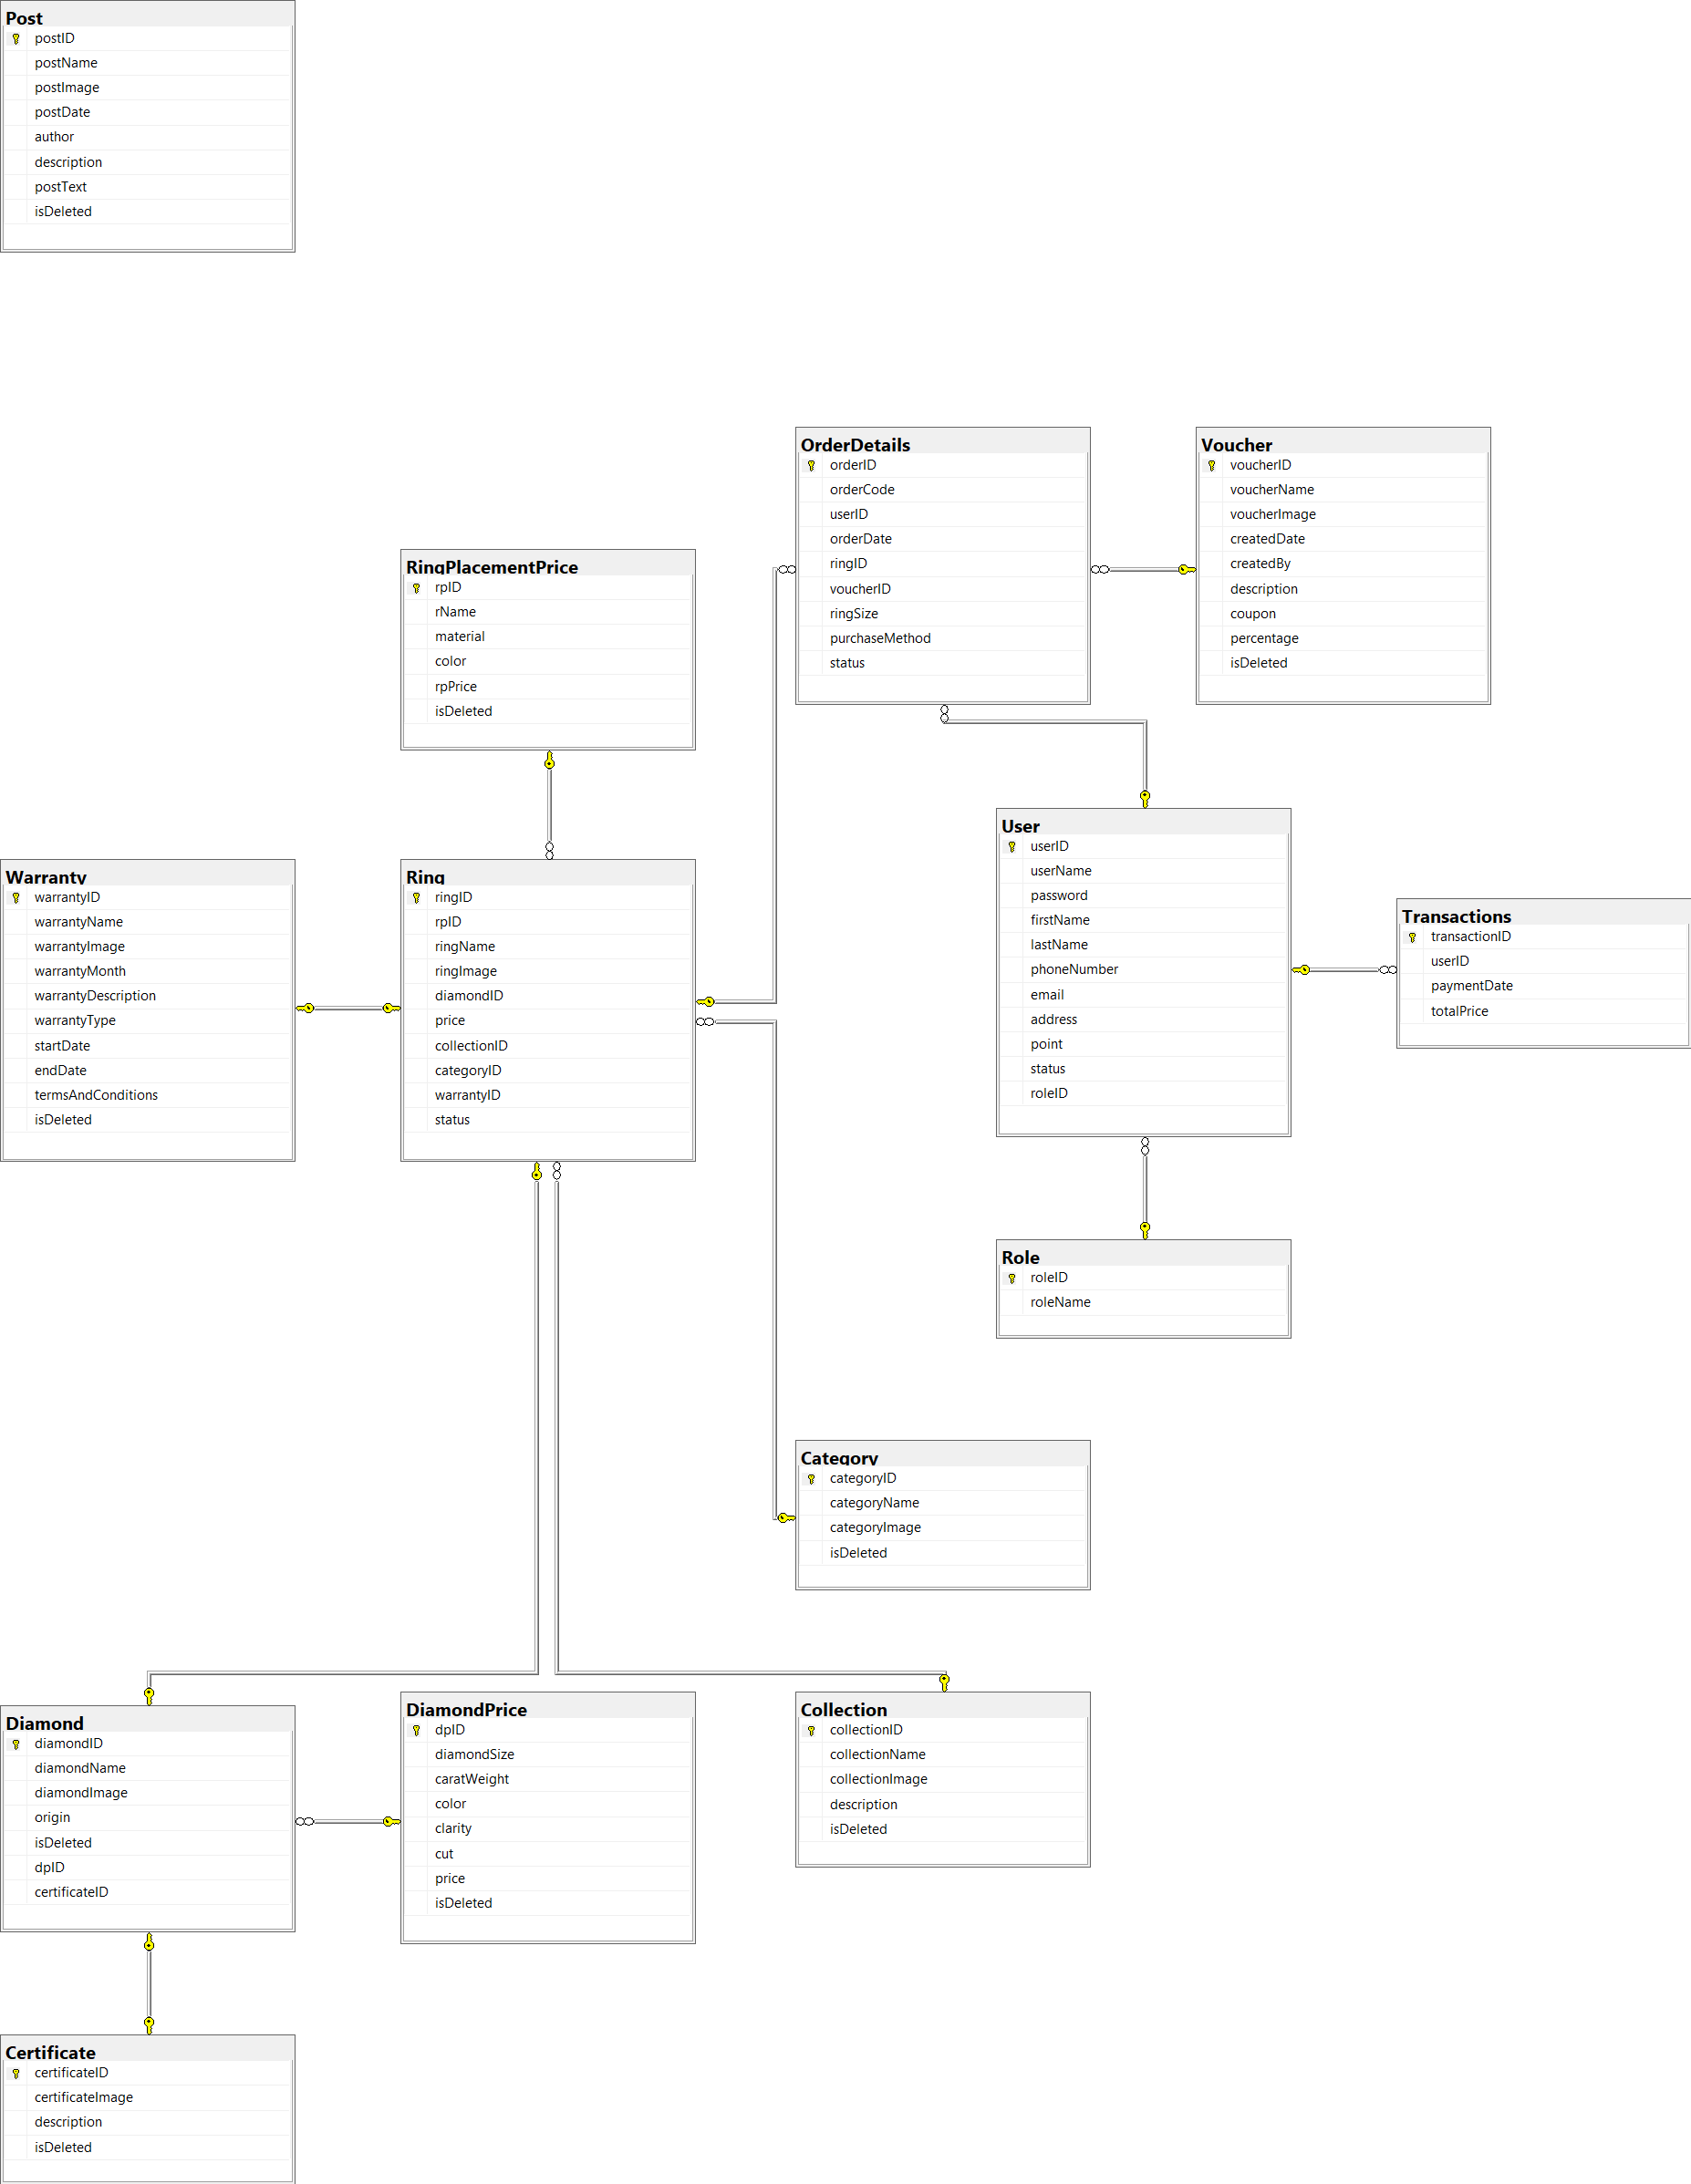 Post
postID
postName
postImage
postDate
author
description
postText
isDeleted
OrderDetails
orderID
orderCode
userID
orderDate
ringID
voucherID
ringSize
purchaseMethod
status
Voucher
voucherID
voucherName
voucherImage
createdDate
createdBy
description
coupon
percentage
isDeleted
RingPlacementPrice
rpID
rName
material
color
rpPrice
isDeleted
User
userID
userName
password
firstName
lastName
phoneNumber
email
address
point
status
roleID
Warranty
warrantyID
warrantyName
warrantyImage
warrantyMonth
warrantyDescription
warrantyType
startDate
endDate
termsAndConditions
isDeleted
Ring
ringID
rpID
ringName
ringImage
diamondID
price
collectionID
categoryID
warrantyID
status
Transactions
transactionID
userID
paymentDate
totalPrice
Role
roleID
roleName
Category
categoryID
categoryName
categoryImage
isDeleted
Diamond
diamondID
diamondName
diamondImage
origin
isDeleted
dpID
certificateID
DiamondPrice
dpID
diamondSize
caratWeight
color
clarity
cut
price
isDeleted
Collection
collectionID
collectionName
collectionImage
description
isDeleted
Certificate
certificateID
certificateImage
description
isDeleted